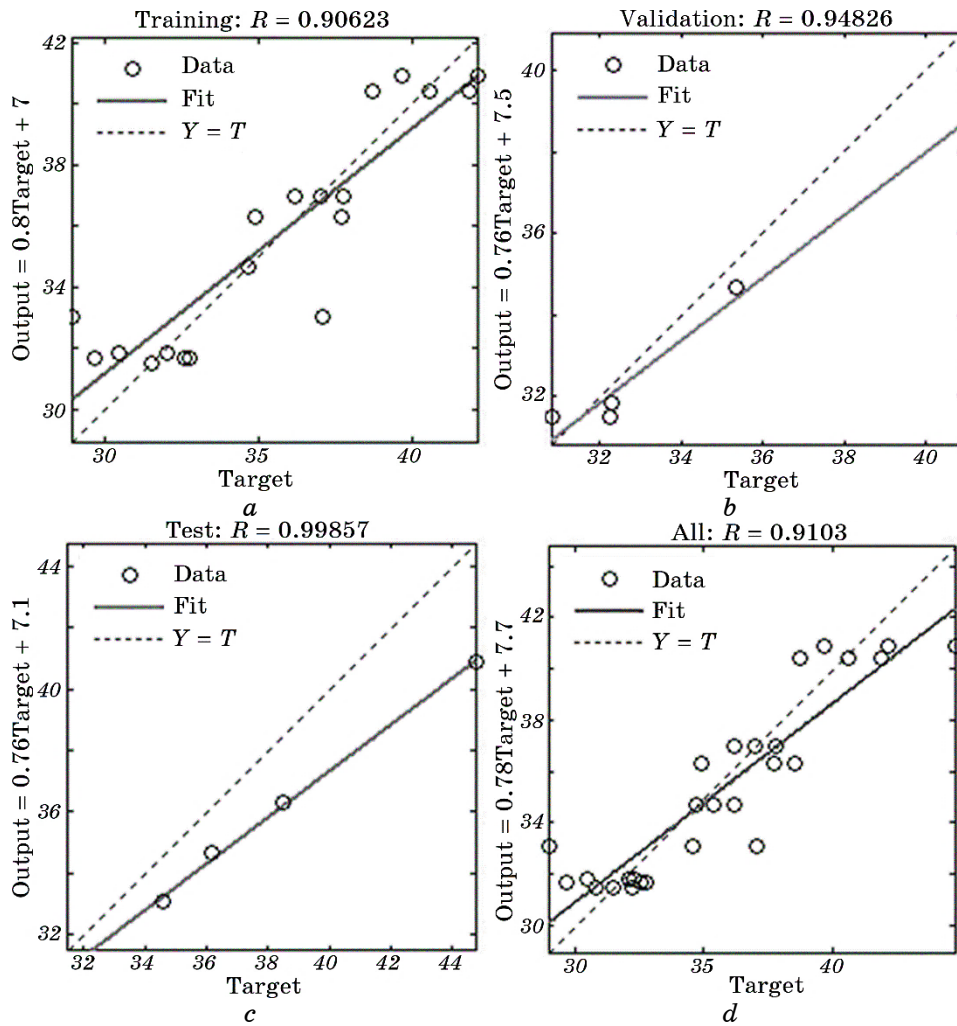 Training: R = 0.90623
Output = 0.8Target + 7
42
38
34
30
Data
Fit
Y = T
30
35
40
Target
a
Validation: R = 0.94826
Output = 0.76Target + 7.5
40
36
32
Data
Fit
Y = T
32
34
36
38
40
Target
b
Test: R = 0.99857
Output = 0.76Target + 7.1
44
40
36
32
Data
Fit
Y = T
32
34
36
38
40
42
44
Target
c
All: R = 0.9103
Output = 0.78Target + 7.7
42
38
34
30
Data
Fit
Y = T
30
35
40
Target
d